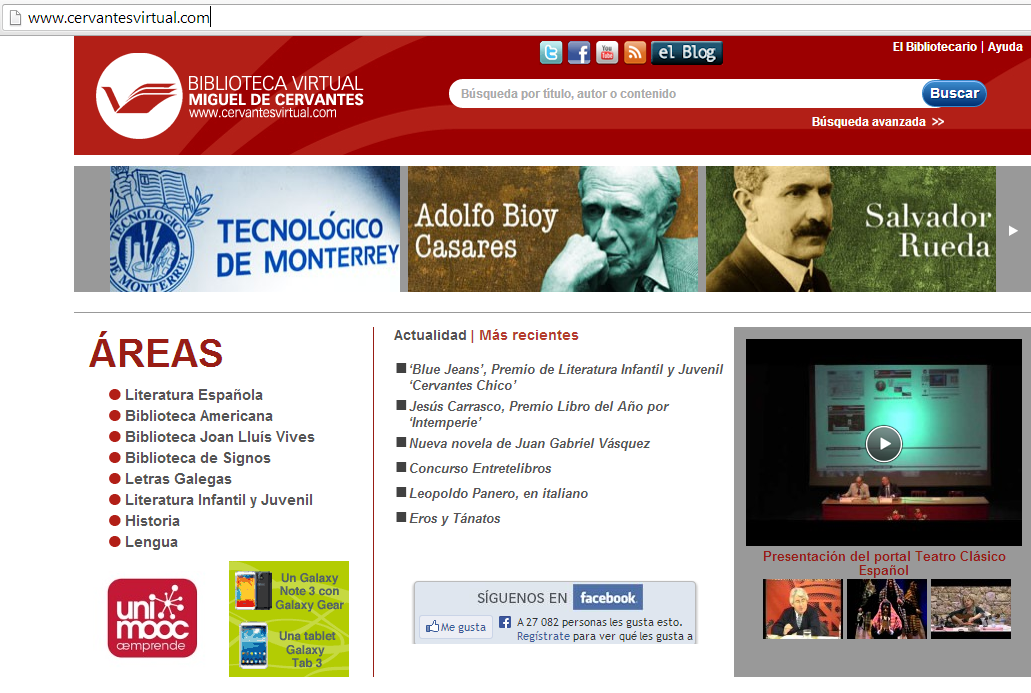 www.cervantesvirtual.com
El Bibliotecario | Ayuda
You Tube
el Blog
BIBLIOTECA VIRTUAL
MIGUEL DE CERVANTES
www.cervantesvirtual.com
Búsqueda por título, autor o contenido
Buscar
Búsqueda avanzada >>
TECNOLOGICO
DE
MONTERREY
TECNOLÓGICO
DE MONTERREY
Adolfo Bioy
Casares
Salvador
Rueda
ÁREAS
Literatura Española
Biblioteca Americana
Biblioteca Joan Lluís Vives
Biblioteca de Signos
Letras Galegas
Literatura Infantil y Juvenil
Historia
Lengua
uni
mooc
œmprende
Un Galaxy
Note 3 con
Galaxy Gear
Una tablet
Galaxy
Tab 3
Actualidad | Más recientes
‘Blue Jeans’, Premio de Literatura Infantil y Juvenil
‘Cervantes Chico’
Jesús Carrasco, Premio Libro del Año por
‘Intemperie’
Nueva novela de Juan Gabriel Vásquez
Concurso Entretelibros
Leopoldo Panero, en italiano
Eros y Tánatos
SÍGUENOS EN facebook
Me gusta
A 27 082 personas les gusta esto.
Regístrate para ver qué les gusta a
Presentación del portal Teatro Clásico
Español